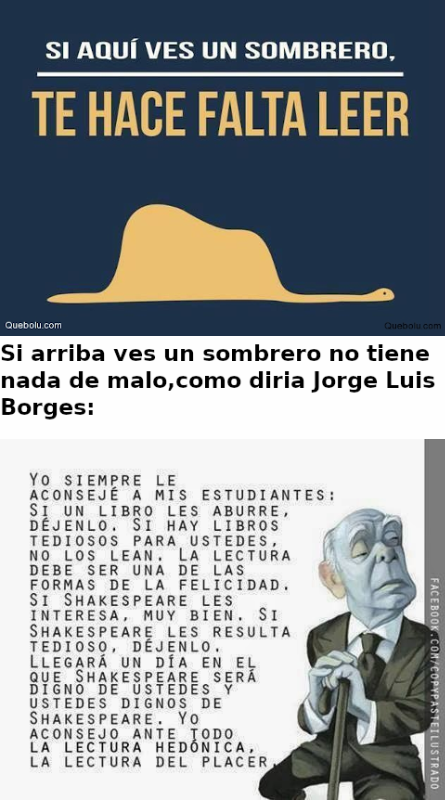 SI AQUÍ VES UN SOMBRERO,
TE HACE FALTA LEER
Quebolu.com
Quebolu.com
Si arriba ves un sombrero no tiene
nada de malo,como diria Jorge Luis
Borges:
YO SIEMPRE LE
ACONSEJÉ A MIS ESTUDIANTES:
SI UN LIBRO LES ABURRE,
DÉJENLO. SI HAY LIBROS
TEDIOSOS PARA USTEDES,
NO LOS LEAN. LA LECTURA
DEBE SER UNA DE LAS
FORMAS DE LA FELICIDAD.
SI SHAKESPEARE LES
INTERESA, MUY BIEN. SI
SHAKESPEARE LES RESULTA
TEDIOSO, DÉJENLO.
LLEGARÁ UN DÍA EN EL
QUE SHAKESPEARE SERÁ
DIGNO DE USTEDES Y
USTEDES DIGNOS DE
SHAKESPEARE. YO
ACONSEJO ANTE TODO
LA LECTURA HEDÓNICA,
LA LECTURA DEL PLACER.
FACEBOOK.COM/COPYPASTEILUSTRADO